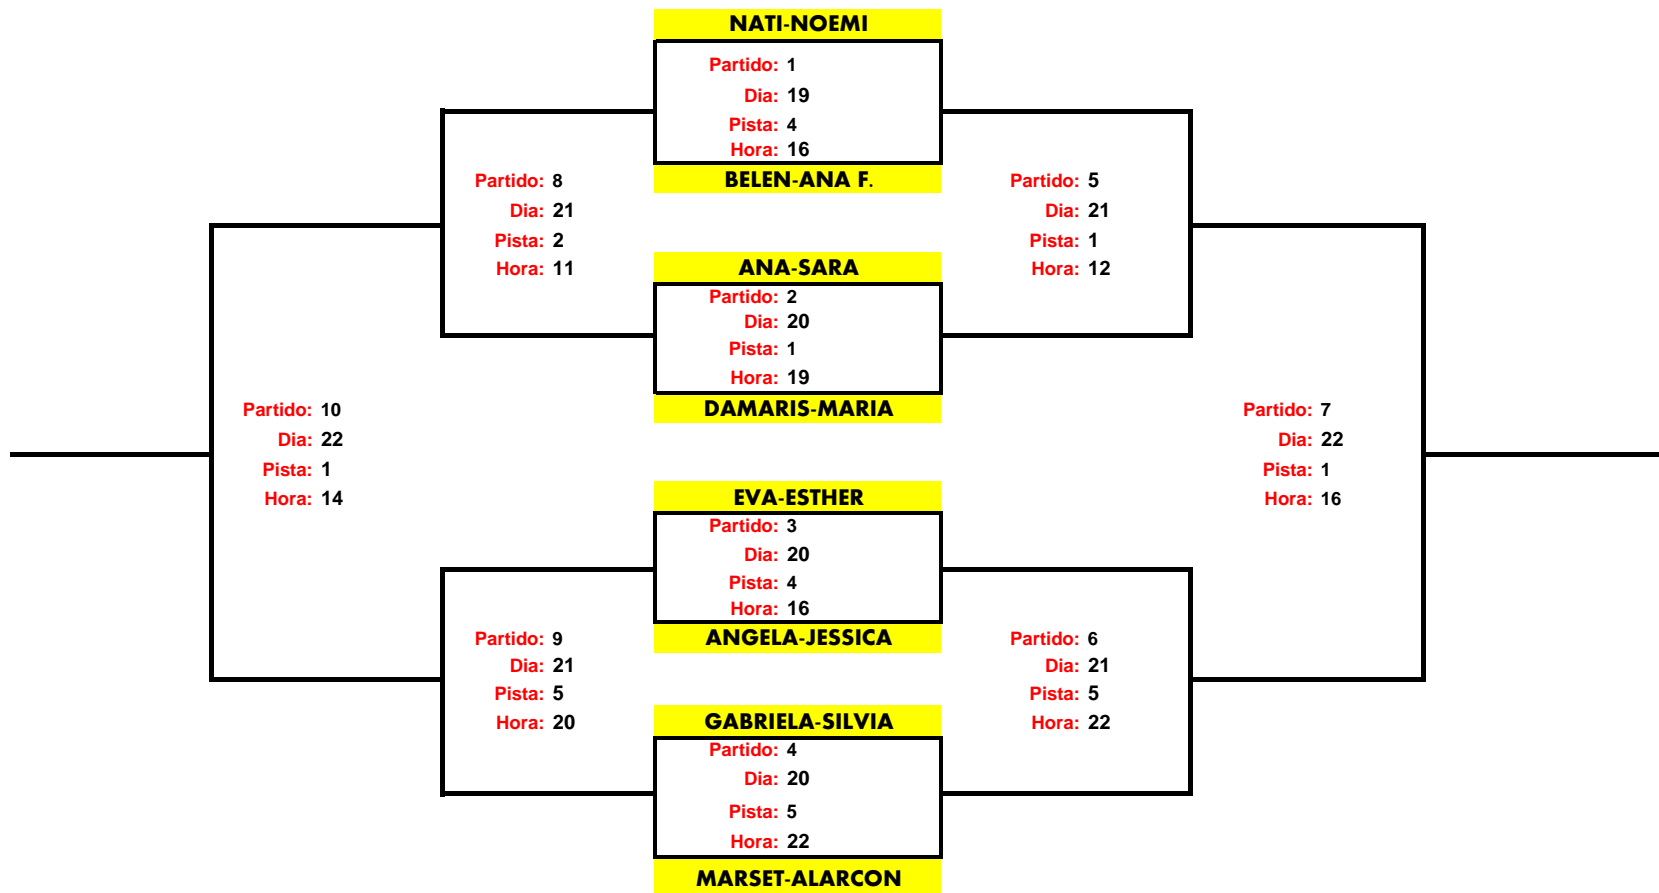 NATI-NOEMI
Partido: 1
Dia: 19
Pista: 4
Hora: 16
BELEN-ANA F.
Partido: 8
Dia: 21
Pista: 2
Hora: 11
Partido: 5
Dia: 21
Pista: 1
Hora: 12
ANA-SARA
Partido: 2
Dia: 20
Pista: 1
Hora: 19
DAMARIS-MARIA
Partido: 10
Dia: 22
Pista: 1
Hora: 14
Partido: 7
Dia: 22
Pista: 1
Hora: 16
EVA-ESTHER
Partido: 3
Dia: 20
Pista: 4
Hora: 16
ANGELA-JESSICA
Partido: 9
Dia: 21
Pista: 5
Hora: 20
Partido: 6
Dia: 21
Pista: 5
Hora: 22
GABRIELA-SILVIA
Partido: 4
Dia: 20
Pista: 5
Hora: 22
MARSET-ALARCON